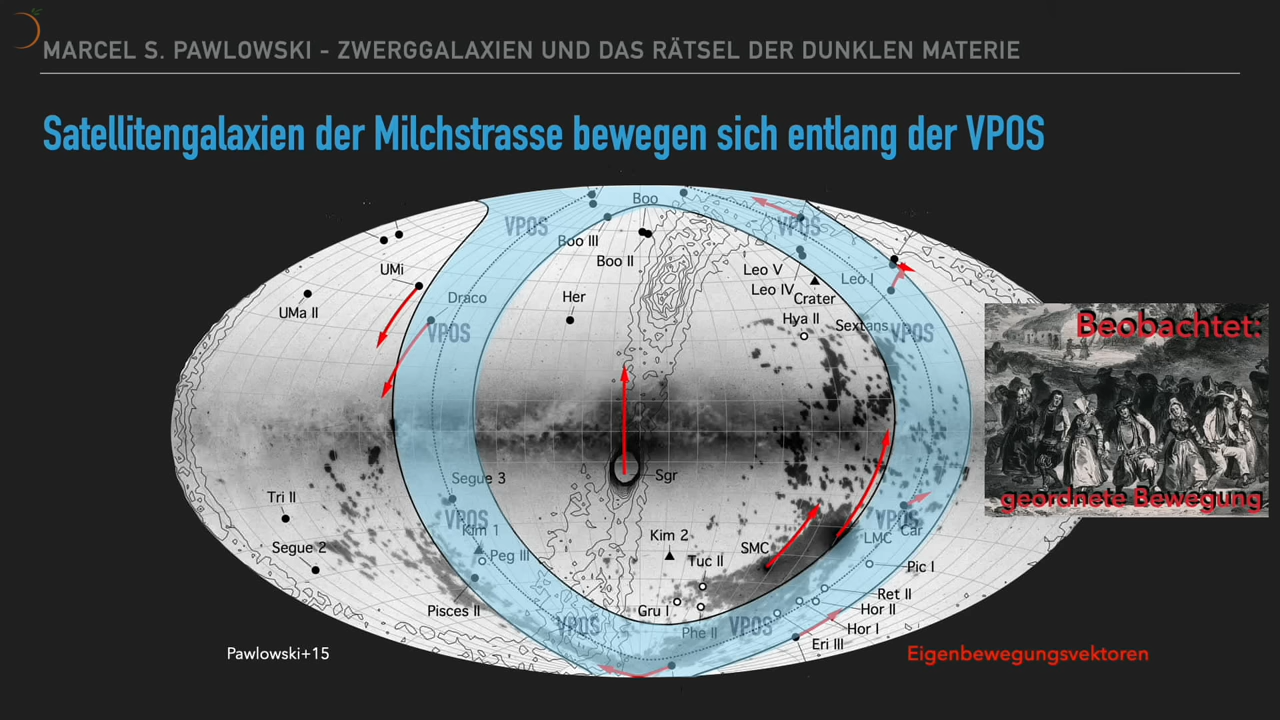 MARCEL S. PAWLOWSKI - ZWERGGALAXIEN UND DAS RÄTSEL DER DUNKLEN MATERIE
Satellitengalaxien der Milchstrasse bewegen sich entlang der VPOS
Boo
VPOS
VPOS
Boo III
Boo II
UMi
Leo V
Leo I
Leo IV
Crater
Draco
Her
UMa II
Hya II
Sextans
VPOS
VPOS
Beobachtet:
geordnete Bewegung
Segue 3
Sgr
Tri II
VPOS
VPOS
Kim 1
Kim 2
LMC
Car
Segue 2
Peg III
SMC
Tuc II
Pic I
Ret II
Pisces II
Gru I
Hor II
VPOS
VPOS
Phe II
Hor I
Eri III
Pawlowski+15
Eigenbewegungsvektoren